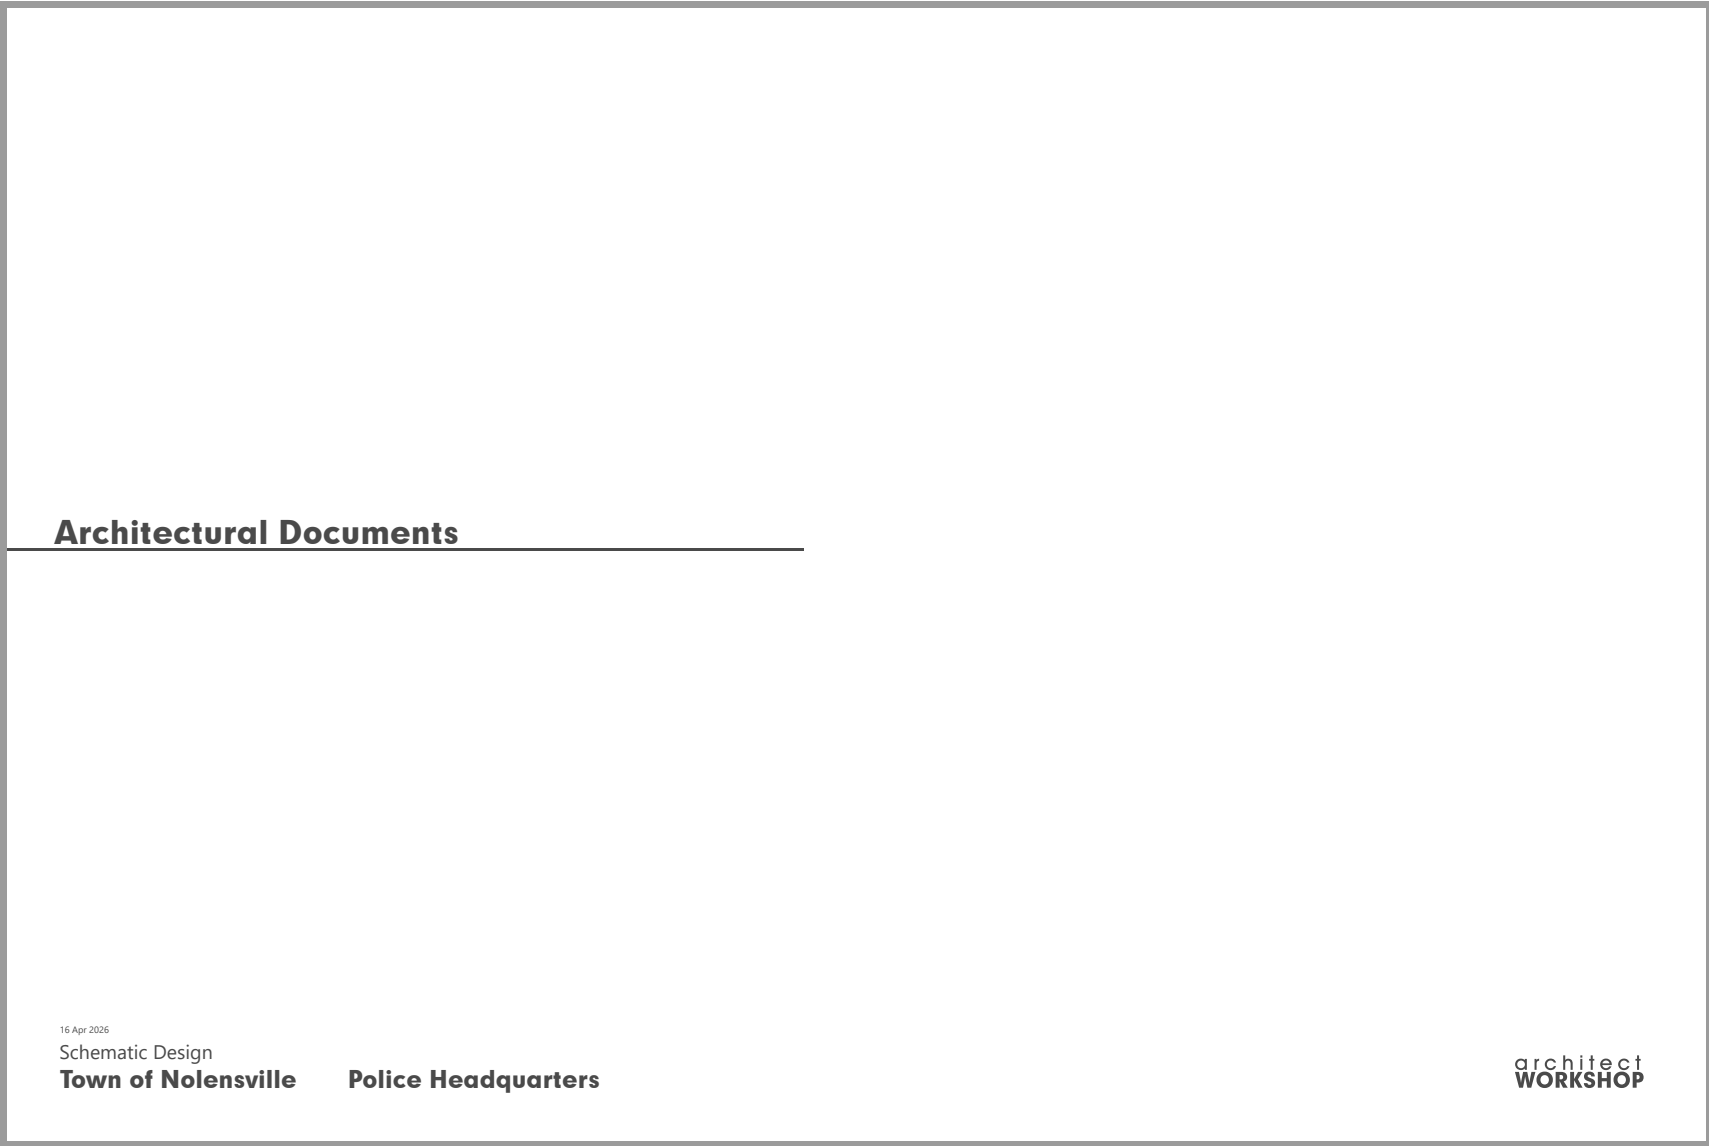 Architectural Documents
16 Apr 2026
Schematic Design
Town of Nolensville Police Headquarters
architect
WORKSHOP